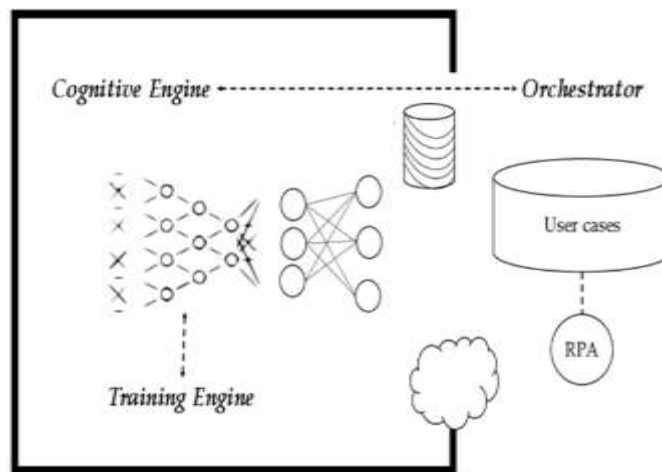 Cognitive Engine
Orchestrator
User cases
RPA
Training Engine